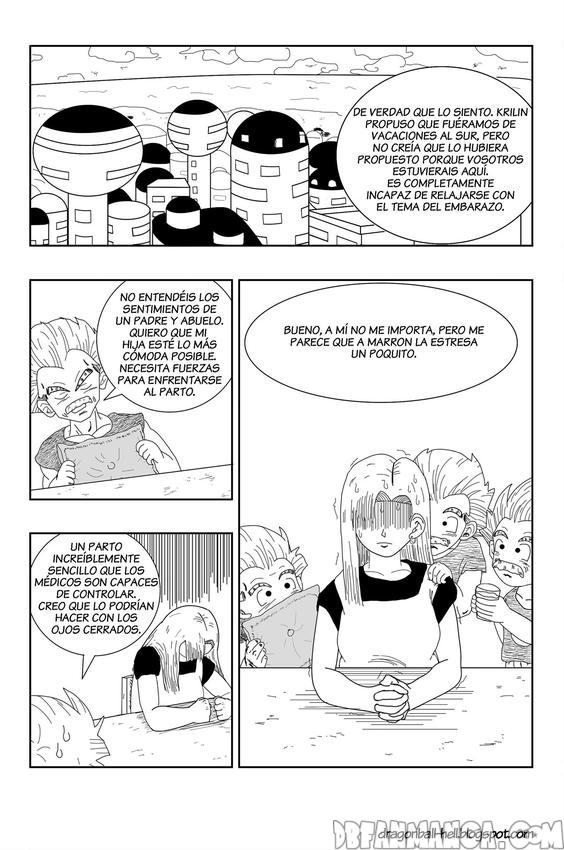 DE VERDAD QUE LO SIENTO. KRILIN
PROPUSO QUE FUÉRAMOS DE
VACACIONES AL SUR, PERO
NO CREÍA QUE LO HUBIERA
PROPUESTO PORQUE VOSOTROS
ESTUVIERAIS AQUÍ.
ES COMPLETAMENTE
INCAPAZ DE RELAJARSE CON
EL TEMA DEL EMBARAZO.
NO ENTENDÉIS LOS
SENTIMIENTOS DE
UN PADRE Y ABUELO.
QUIERO QUE MI
HIJA ESTÉ LO MÁS
CÓMODA POSIBLE.
NECESITA FUERZAS
PARA ENFRENTARSE
AL PARTO.
BUENO, A MÍ NO ME IMPORTA, PERO ME
PARECE QUE A MARRON LA ESTRESA
UN POQUITO.
UN PARTO
INCREÍBLEMENTE
SENCILLO QUE LOS
MÉDICOS SON CAPACES
DE CONTROLAR.
CREO QUE LO PODRÍAN
HACER CON LOS
OJOS CERRADOS.
dragonball-hell.blogspot.com
DBFANMANGA.COM